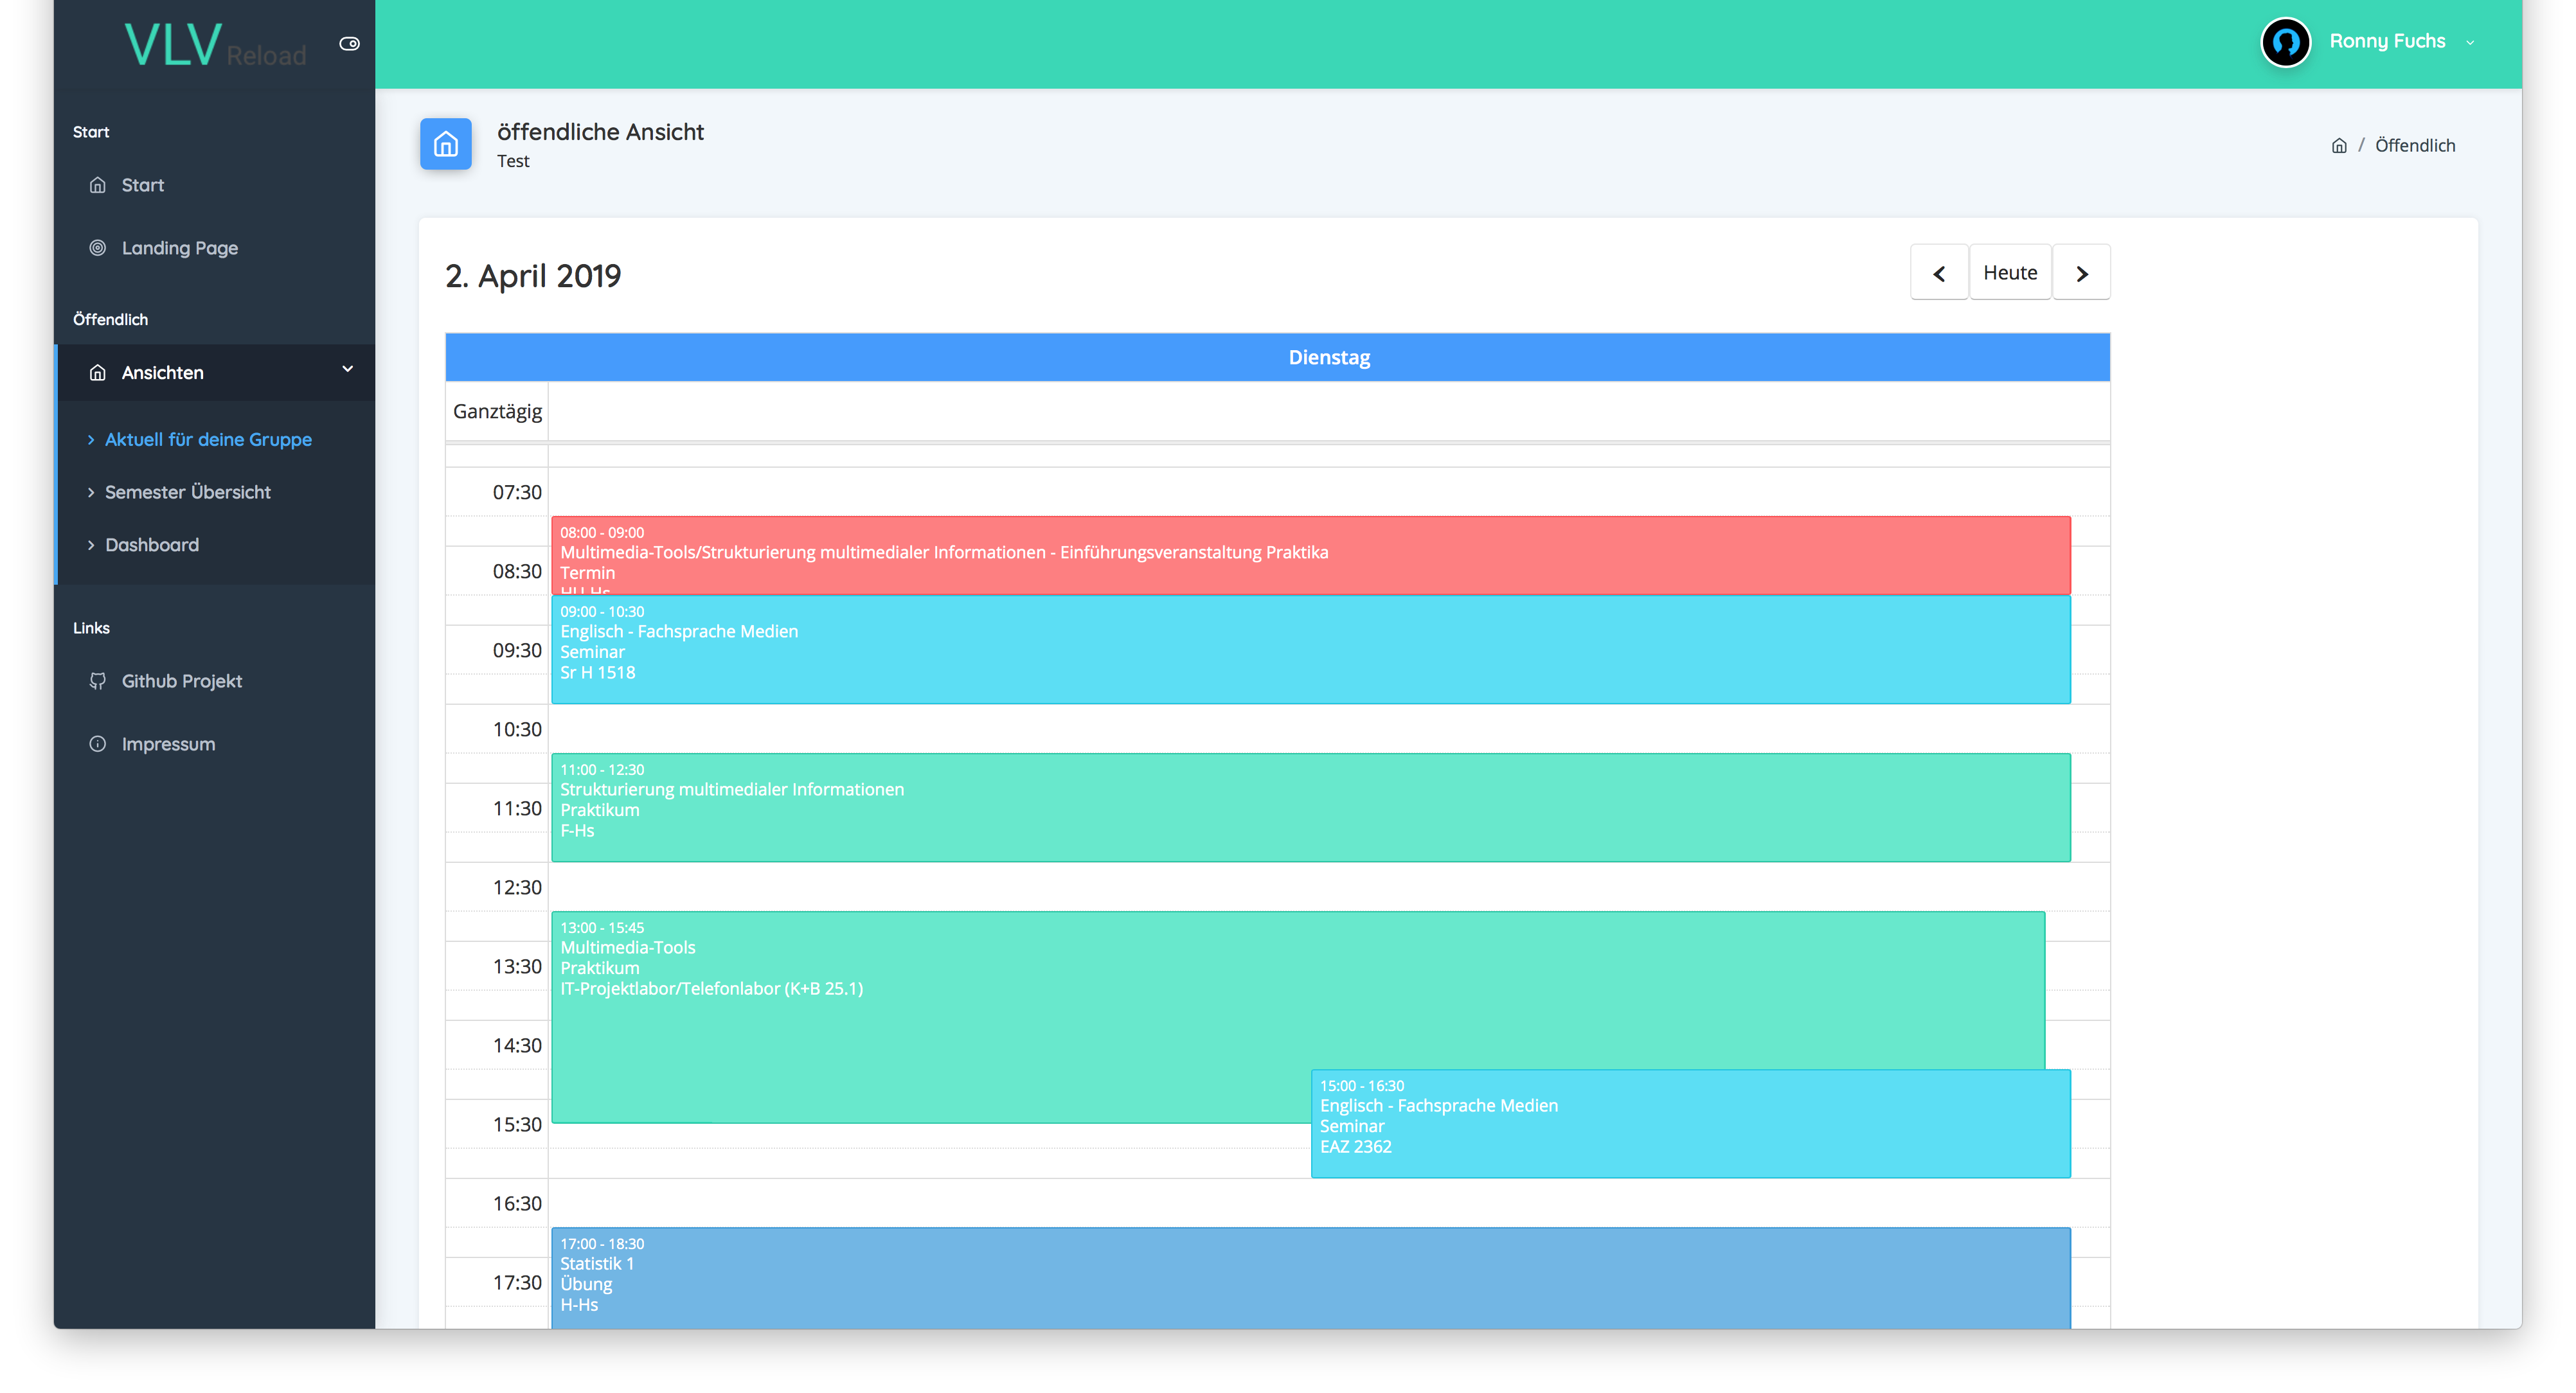 VLV Reload
Ronny Fuchs
Start
Start
Landing Page
Öffendlich
Ansichten
Aktuell für deine Gruppe
Semester Übersicht
Dashboard
Links
Github Projekt
Impressum
öffendliche Ansicht
Test
/ Öffendlich
2. April 2019
Heute
Dienstag
Ganztägig
07:30
08:00 - 09:00
Multimedia-Tools/Strukturierung multimedialer Informationen - Einführungsveranstaltung Praktika
Termin
HU-Hs
08:30
09:00 - 10:30
Englisch - Fachsprache Medien
Seminar
Sr H 1518
09:30
10:30
11:00 - 12:30
Strukturierung multimedialer Informationen
Praktikum
F-Hs
11:30
12:30
13:00 - 15:45
Multimedia-Tools
Praktikum
IT-Projektlabor/Telefonlabor (K+B 25.1)
13:30
14:30
15:00 - 16:30
Englisch - Fachsprache Medien
Seminar
EAZ 2362
15:30
16:30
17:00 - 18:30
Statistik 1
Übung
H-Hs
17:30